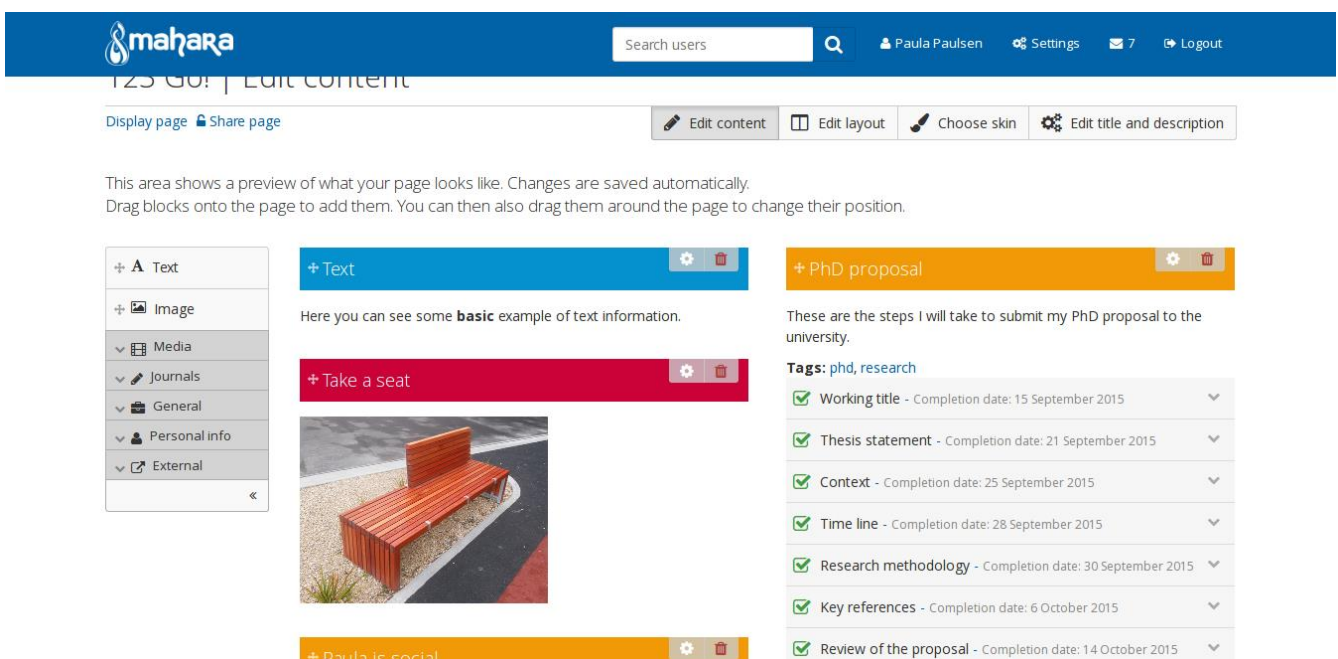 mahara
Search users
Paula Paulsen
Settings
7
Logout
123 Go! | Edit content
Display page
Share page
Edit content
Edit layout
Choose skin
Edit title and description
This area shows a preview of what your page looks like. Changes are saved automatically.
Drag blocks onto the page to add them. You can then also drag them around the page to change their position.
Text
Image
Media
Journals
General
Personal info
External
«
Text
Here you can see some basic example of text information.
Take a seat
Paula is social
PhD proposal
These are the steps I will take to submit my PhD proposal to the
university.
Tags: phd, research
Working title - Completion date: 15 September 2015
Thesis statement - Completion date: 21 September 2015
Context - Completion date: 25 September 2015
Time line - Completion date: 28 September 2015
Research methodology - Completion date: 30 September 2015
Key references - Completion date: 6 October 2015
Review of the proposal - Completion date: 14 October 2015